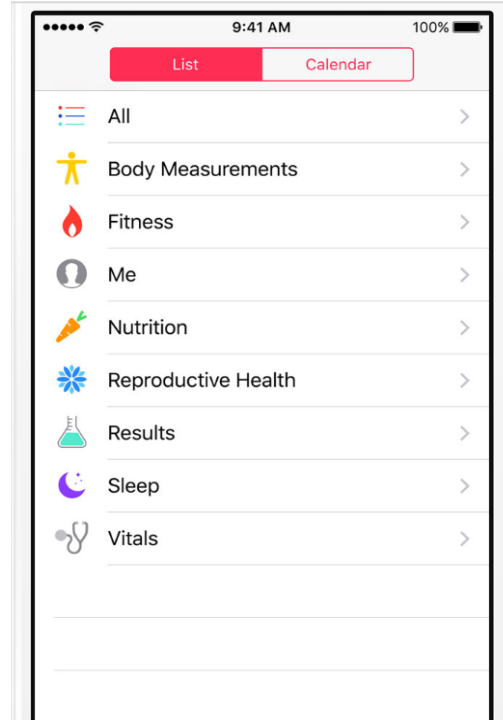 9:41 AM 100%
List Calendar
All
Body Measurements
Fitness
Me
Nutrition
Reproductive Health
Results
Sleep
Vitals